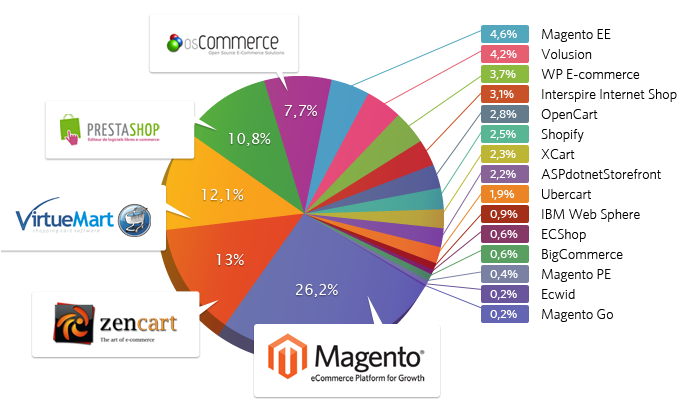 osCommerce
Open Source E-Commerce Solutions
PRESTASHOP
Editeur de logiciels libres e-commerce
VirtueMart
shopping cart software
zencart
The art of e-commerce
Magento®
eCommerce Platform for Growth
7,7%
10,8%
12,1%
13%
26,2%
4,6% Magento EE
4,2% Volusion
3,7% WP E-commerce
3,1% Interspire Internet Shop
2,8% OpenCart
2,5% Shopify
2,3% XCart
2,2% ASPdotnetStorefront
1,9% Ubercart
0,9% IBM Web Sphere
0,6% ECShop
0,6% BigCommerce
0,4% Magento PE
0,2% Ecwid
0,2% Magento Go